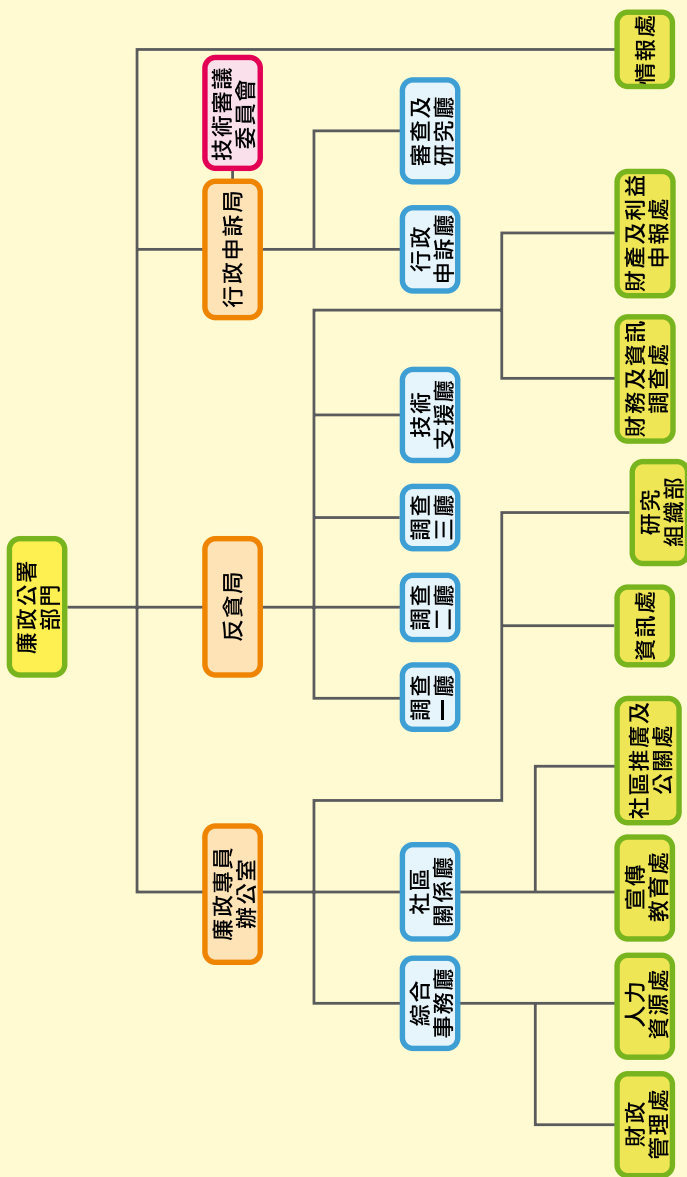 廉政公署
部門
廉政專員
辦公室
反貪局
行政申訴局
技術審議
委員會
綜合
事務廳
社區
關係廳
調查
一廳
調查
二廳
調查
三廳
技術
支援廳
行政
申訴廳
審查及
研究廳
財政
管理處
人力
資源處
宣傳
教育處
社區推廣及
公關處
資訊處
研究
組織部
財務及資訊
調查處
財產及利益
申報處
情報處